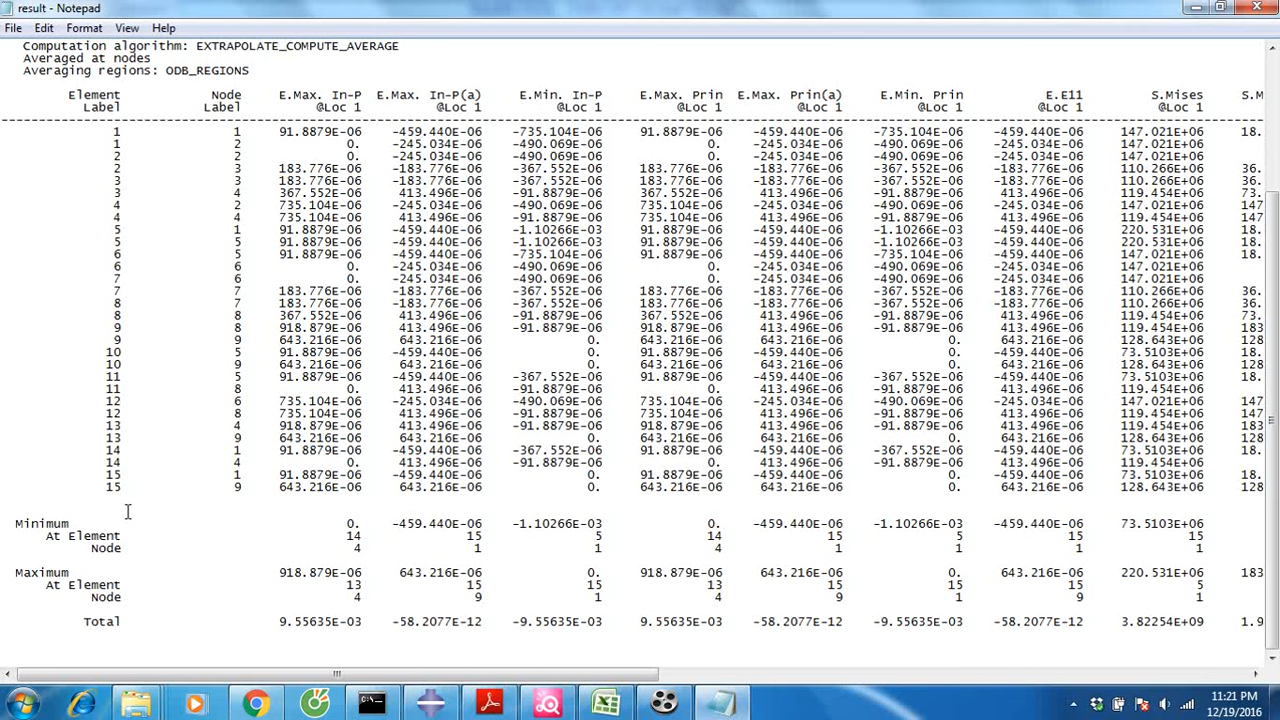 result - Notepad
File Edit Format View Help
Computation algorithm: EXTRAPOLATE_COMPUTE_AVERAGE
Averaged at nodes
Averaging regions: ODB_REGIONS
Element Node E.Max. In-P E.Max. In-P(a) E.Min. In-P E.Max. Prin E.Max. Prin(a) E.Min. Prin E.E11 S.Mises S.M
Label Label @Loc 1 @Loc 1 @Loc 1 @Loc 1 @Loc 1 @Loc 1 @Loc 1 @Loc 1
1 1 91.8879E-06 -459.440E-06 -735.104E-06 91.8879E-06 -459.440E-06 -735.104E-06 -459.440E-06 147.021E+06 18.
1 2 0. -245.034E-06 -490.069E-06 0. -245.034E-06 -490.069E-06 -245.034E-06 147.021E+06
2 2 0. -245.034E-06 -490.069E-06 0. -245.034E-06 -490.069E-06 -245.034E-06 147.021E+06
2 3 183.776E-06 -183.776E-06 -367.552E-06 183.776E-06 -183.776E-06 -367.552E-06 -183.776E-06 110.266E+06 36.
3 3 183.776E-06 -183.776E-06 -367.552E-06 183.776E-06 -183.776E-06 -367.552E-06 -183.776E-06 110.266E+06 36.
3 4 367.552E-06 413.496E-06 -91.8879E-06 367.552E-06 413.496E-06 -91.8879E-06 413.496E-06 119.454E+06 73.
4 2 735.104E-06 -245.034E-06 -490.069E-06 735.104E-06 -245.034E-06 -490.069E-06 -245.034E-06 147.021E+06 147
4 4 735.104E-06 413.496E-06 -91.8879E-06 735.104E-06 413.496E-06 -91.8879E-06 413.496E-06 119.454E+06 147
5 1 91.8879E-06 -459.440E-06 -1.10266E-03 91.8879E-06 -459.440E-06 -1.10266E-03 -459.440E-06 220.531E+06 18.
5 5 91.8879E-06 -459.440E-06 -1.10266E-03 91.8879E-06 -459.440E-06 -1.10266E-03 -459.440E-06 220.531E+06 18.
6 5 91.8879E-06 -459.440E-06 -735.104E-06 91.8879E-06 -459.440E-06 -735.104E-06 -459.440E-06 147.021E+06 18.
6 6 0. -245.034E-06 -490.069E-06 0. -245.034E-06 -490.069E-06 -245.034E-06 147.021E+06
7 6 0. -245.034E-06 -490.069E-06 0. -245.034E-06 -490.069E-06 -245.034E-06 147.021E+06
7 7 183.776E-06 -183.776E-06 -367.552E-06 183.776E-06 -183.776E-06 -367.552E-06 -183.776E-06 110.266E+06 36.
8 7 183.776E-06 -183.776E-06 -367.552E-06 183.776E-06 -183.776E-06 -367.552E-06 -183.776E-06 110.266E+06 36.
8 8 367.552E-06 413.496E-06 -91.8879E-06 367.552E-06 413.496E-06 -91.8879E-06 413.496E-06 119.454E+06 73.
9 8 918.879E-06 413.496E-06 -91.8879E-06 918.879E-06 413.496E-06 -91.8879E-06 413.496E-06 119.454E+06 183
9 9 643.216E-06 643.216E-06 0. 643.216E-06 643.216E-06 0. 643.216E-06 128.643E+06 128
10 5 91.8879E-06 -459.440E-06 0. 91.8879E-06 -459.440E-06 0. -459.440E-06 73.5103E+06 18.
10 9 643.216E-06 643.216E-06 0. 643.216E-06 643.216E-06 0. 643.216E-06 128.643E+06 128
11 5 91.8879E-06 -459.440E-06 -367.552E-06 91.8879E-06 -459.440E-06 -367.552E-06 -459.440E-06 73.5103E+06 18.
11 8 0. 413.496E-06 -91.8879E-06 0. 413.496E-06 -91.8879E-06 413.496E-06 119.454E+06
12 6 735.104E-06 -245.034E-06 -490.069E-06 735.104E-06 -245.034E-06 -490.069E-06 -245.034E-06 147.021E+06 147
12 8 735.104E-06 413.496E-06 -91.8879E-06 735.104E-06 413.496E-06 -91.8879E-06 413.496E-06 119.454E+06 147
13 4 918.879E-06 413.496E-06 -91.8879E-06 918.879E-06 413.496E-06 -91.8879E-06 413.496E-06 119.454E+06 183
13 9 643.216E-06 643.216E-06 0. 643.216E-06 643.216E-06 0. 643.216E-06 128.643E+06 128
14 1 91.8879E-06 -459.440E-06 -367.552E-06 91.8879E-06 -459.440E-06 -367.552E-06 -459.440E-06 73.5103E+06 18.
14 4 0. 413.496E-06 -91.8879E-06 0. 413.496E-06 -91.8879E-06 413.496E-06 119.454E+06
15 1 91.8879E-06 -459.440E-06 0. 91.8879E-06 -459.440E-06 0. -459.440E-06 73.5103E+06 18.
15 9 643.216E-06 643.216E-06 0. 643.216E-06 643.216E-06 0. 643.216E-06 128.643E+06 128
Minimum 0. -459.440E-06 -1.10266E-03 0. -459.440E-06 -1.10266E-03 -459.440E-06 73.5103E+06
At Element 14 15 5 14 15 5 15 15
Node 4 1 1 4 1 1 1 1
Maximum 918.879E-06 643.216E-06 0. 918.879E-06 643.216E-06 0. 643.216E-06 220.531E+06 183
At Element 13 15 15 13 15 15 15 5
Node 4 9 1 4 9 1 9 1
Total 9.55635E-03 -58.2077E-12 -9.55635E-03 9.55635E-03 -58.2077E-12 -9.55635E-03 -58.2077E-12 3.82254E+09 1.9
11:21 PM
12/19/2016